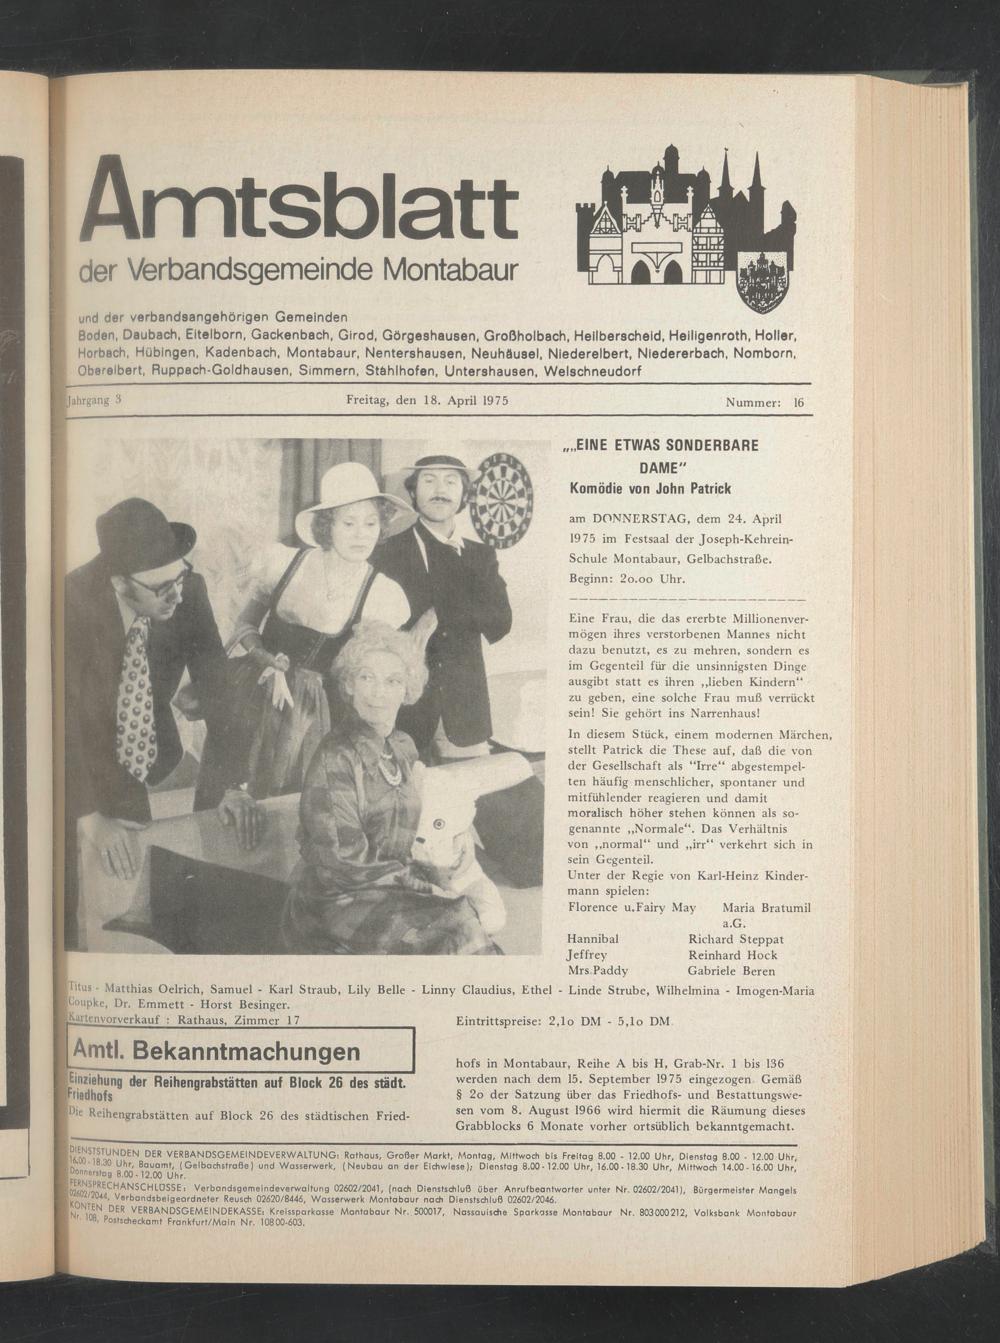 Amtsblatt
der Verbandsgemeinde Montabaur
und der verbandsangehörigen Gemeinden
Boden, Daubach, Eitelborn, Gackenbach, Girod, Görgeshausen, Großholbach, Heilberscheid, Heiligenroth, Holler,
Horbach, Hübingen, Kadenbach, Montabaur, Nentershausen, Neuhäusel, Niederelbert, Niedererbach, Nomborn,
Oberelbert, Ruppach-Goldhausen, Simmern, Stahlhofen, Untershausen, Welschneudorf
Jahrgang 3 Freitag, den 18. April 1975 Nummer: 16
„„EINE ETWAS SONDERBARE
DAME"
Komödie von John Patrick
am DONNERSTAG, dem 24. April
1975 im Festsaal der Joseph-Kehrein-
Schule Montabaur, Gelbachstraße.
Beginn: 2o.oo Uhr.
Eine Frau, die das ererbte Millionenver-
mögen ihres verstorbenen Mannes nicht
dazu benutzt, es zu mehren, sondern es
im Gegenteil für die unsinnigsten Dinge
ausgibt statt es ihren „lieben Kindern“
zu geben, eine solche Frau muß verrückt
sein! Sie gehört ins Narrenhaus!
In diesem Stück, einem modernen Märchen,
stellt Patrick die These auf, daß die von
der Gesellschaft als “Irre“ abgestempel-
ten häufig menschlicher, spontaner und
mitfühlender reagieren und damit
moralisch höher stehen können als so-
genannte „Normale“. Das Verhältnis
von „normal“ und „irr“ verkehrt sich in
sein Gegenteil.
Unter der Regie von Karl-Heinz Kinder-
mann spielen:
Florence u.Fairy May Maria Bratumil
a.G.
Hannibal Richard Steppat
Jeffrey Reinhard Hock
Mrs.Paddy Gabriele Beren
Titus - Matthias Oelrich, Samuel - Karl Straub, Lily Belle - Linny Claudius, Ethel - Linde Strube, Wilhelmina - Imogen-Maria
Coupke, Dr. Emmett - Horst Besinger.
Kartenvorverkauf : Rathaus, Zimmer 17 Eintrittspreise: 2,1o DM - 5,1o DM.
Amtl. Bekanntmachungen
Einziehung der Reihengrabstätten auf Block 26 des städt.
Friedhofs
Die Reihengrabstätten auf Block 26 des städtischen Fried-
hofs in Montabaur, Reihe A bis H, Grab-Nr. 1 bis 136
werden nach dem 15. September 1975 eingezogen. Gemäß
§ 2o der Satzung über das Friedhofs- und Bestattungswe-
sen vom 8. August 1966 wird hiermit die Räumung dieses
Grabblocks 6 Monate vorher ortsüblich bekanntgemacht.
DIENSTSTUNDEN DER VERBANDSGEMEINDEVERWALTUNG: Rathaus, Großer Markt, Montag, Mittwoch bis Freitag 8.00 - 12.00 Uhr, Dienstag 8.00 - 12.00 Uhr,
16.00 - 18.30 Uhr, Bauamt, (Gelbachstraße) und Wasserwerk, (Neubau an der Eichwiese); Dienstag 8.00 - 12.00 Uhr, 16.00 - 18.30 Uhr, Mittwoch 14.00 - 16.00 Uhr,
Donnerstag 8.00 - 12.00 Uhr.
FERNSPRECHANSCHLÜSSE: Verbandsgemeindeverwaltung 02602/2041, (nach Dienstschluß über Anrufbeantworter unter Nr. 02602/2041), Bürgermeister Mangels
02602/2044, Verbandsbeigeordneter Reusch 02620/8446, Wasserwerk Montabaur nach Dienstschluß 02602/2046.
KONTEN DER VERBANDSGEMEINDEKASSE: Kreissparkasse Montabaur Nr. 500017, Nassauische Sparkasse Montabaur Nr. 803000212, Volksbank Montabaur
Nr. 108, Postscheckamt Frankfurt/Main Nr. 10800-603.